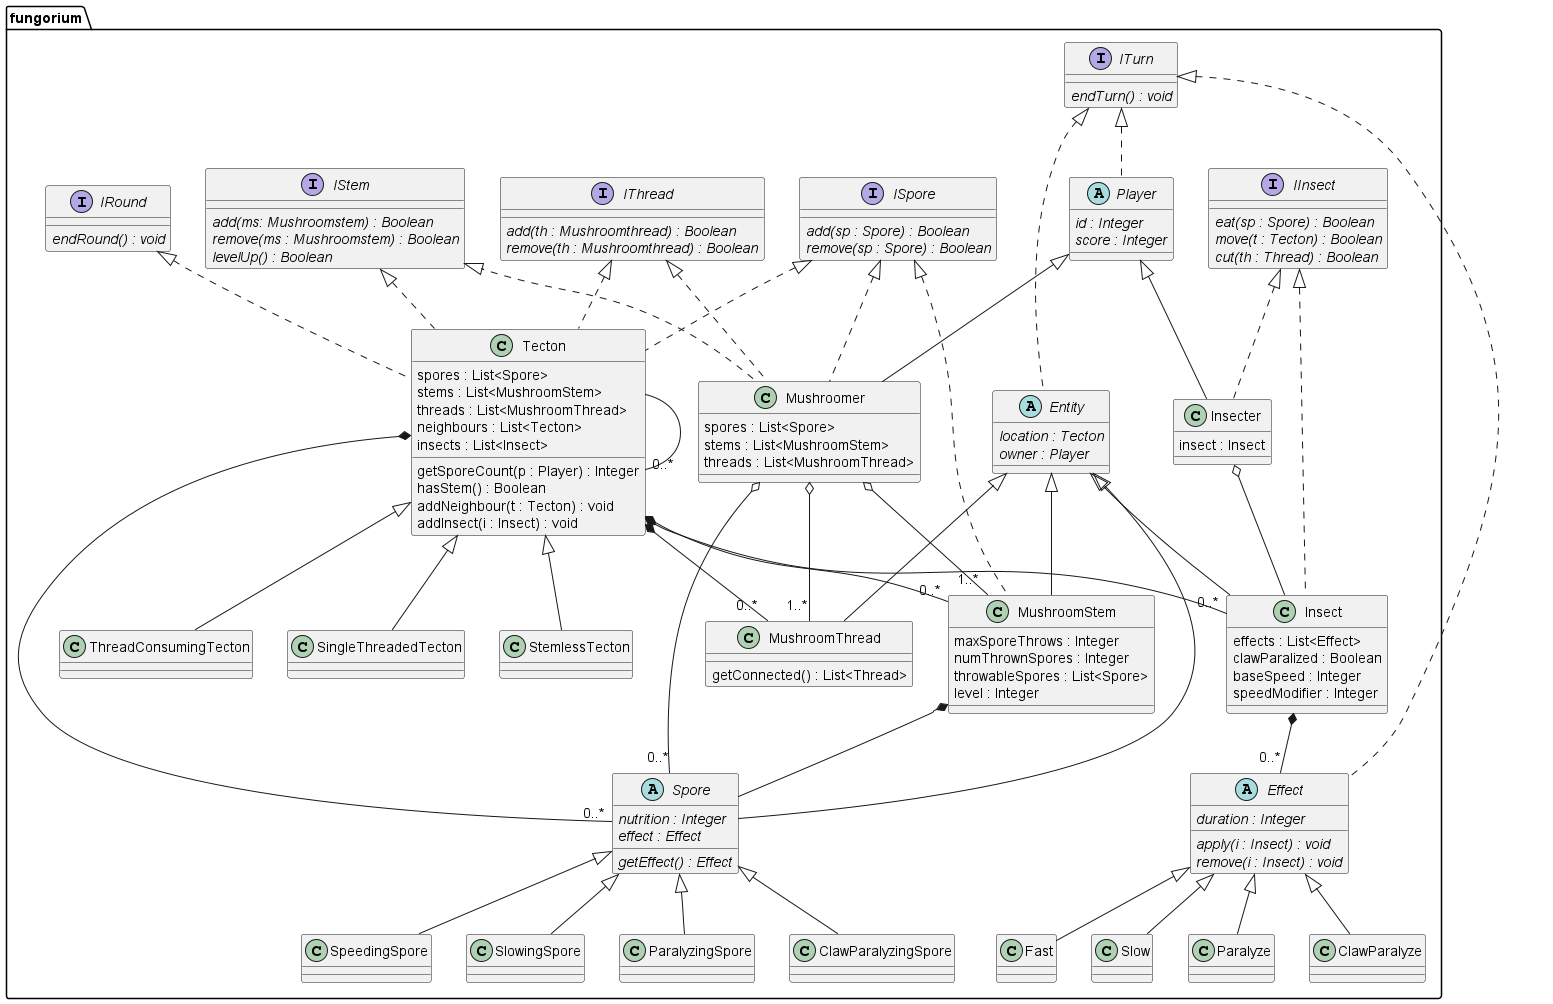 fungorium
I ITurn
endTurn() : void
I IRound
endRound() : void
I IStem
add(ms: Mushroomstem) : Boolean
remove(ms : Mushroomstem) : Boolean
levelUp() : Boolean
I IThread
add(th : Mushroomthread) : Boolean
remove(th : Mushroomthread) : Boolean
I ISpore
add(sp : Spore) : Boolean
remove(sp : Spore) : Boolean
A Player
id : Integer
score : Integer
I IInsect
eat(sp : Spore) : Boolean
move(t : Tecton) : Boolean
cut(th : Thread) : Boolean
C Tecton
spores : List<Spore>
stems : List<MushroomStem>
threads : List<MushroomThread>
neighbours : List<Tecton>
insects : List<Insect>
getSporeCount(p : Player) : Integer
hasStem() : Boolean
addNeighbour(t : Tecton) : void
addInsect(i : Insect) : void
0..*
C Mushroomer
spores : List<Spore>
stems : List<MushroomStem>
threads : List<MushroomThread>
A Entity
location : Tecton
owner : Player
C Insecter
insect : Insect
0..*
1..*
0..*
1..*
0..*
C ThreadConsumingTecton
C SingleThreadedTecton
C StemlessTecton
C MushroomThread
getConnected() : List<Thread>
C MushroomStem
maxSporeThrows : Integer
numThrownSpores : Integer
throwableSpores : List<Spore>
level : Integer
C Insect
effects : List<Effect>
clawParalized : Boolean
baseSpeed : Integer
speedModifier : Integer
0..*
0..*
0..*
A Spore
nutrition : Integer
effect : Effect
getEffect() : Effect
A Effect
duration : Integer
apply(i : Insect) : void
remove(i : Insect) : void
C SpeedingSpore
C SlowingSpore
C ParalyzingSpore
C ClawParalyzingSpore
C Fast
C Slow
C Paralyze
C ClawParalyze